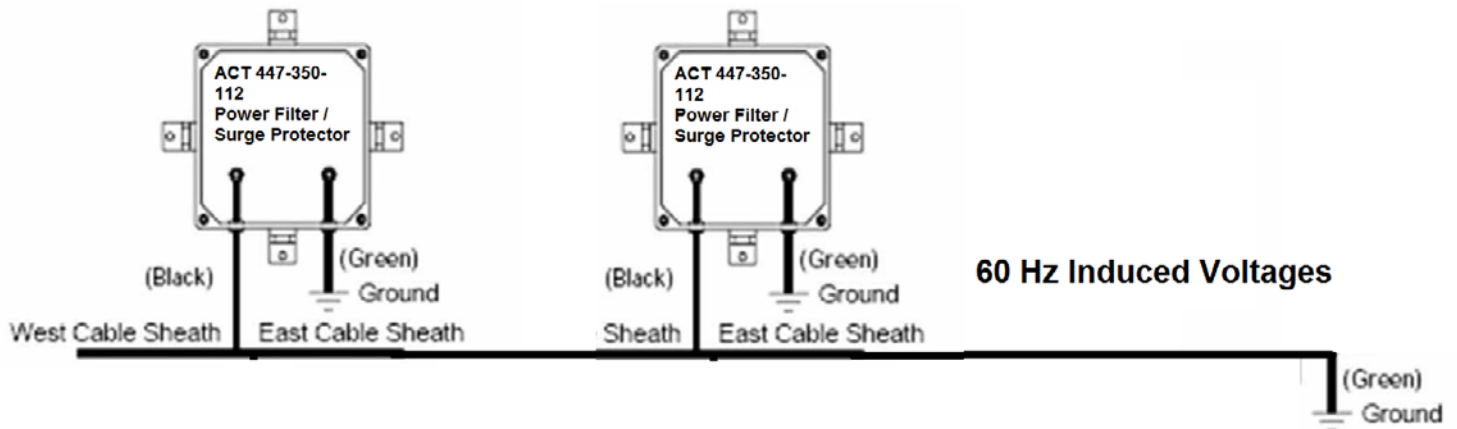 ACT 447-350-
112
Power Filter /
Surge Protector
ACT 447-350-
112
Power Filter /
Surge Protector
(Black)
(Green)
Ground
(Black)
(Green)
Ground
60 Hz Induced Voltages
West Cable Sheath
East Cable Sheath
Sheath
East Cable Sheath
(Green)
Ground